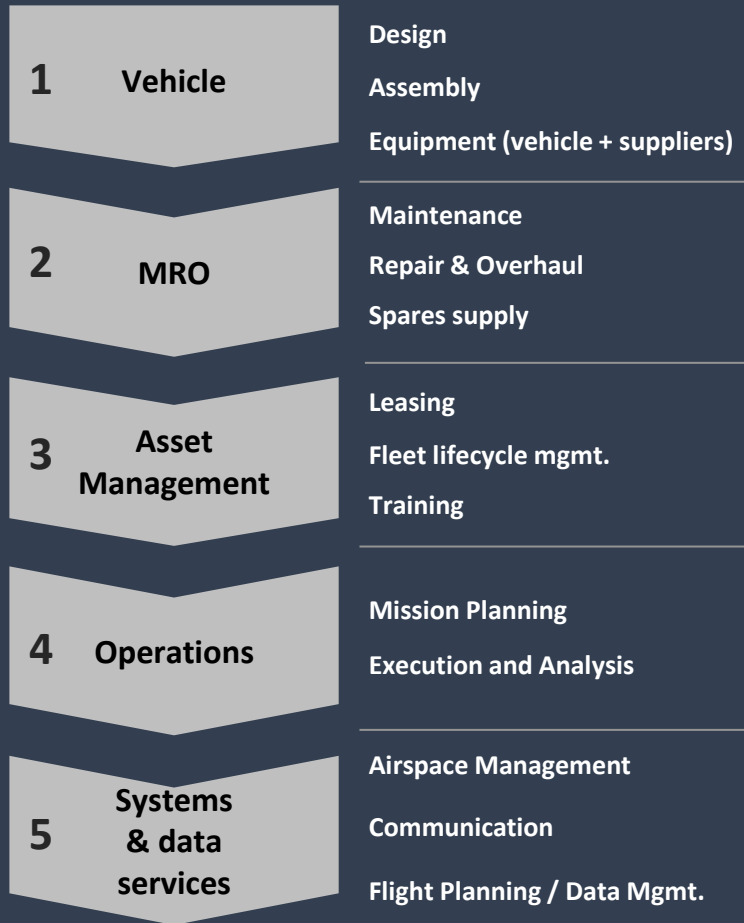 1
Vehicle
Design
Assembly
Equipment (vehicle + suppliers)
2
MRO
Maintenance
Repair & Overhaul
Spares supply
3
Asset
Management
Leasing
Fleet lifecycle mgmt.
Training
4
Operations
Mission Planning
Execution and Analysis
5
Systems
& data
services
Airspace Management
Communication
Flight Planning / Data Mgmt.